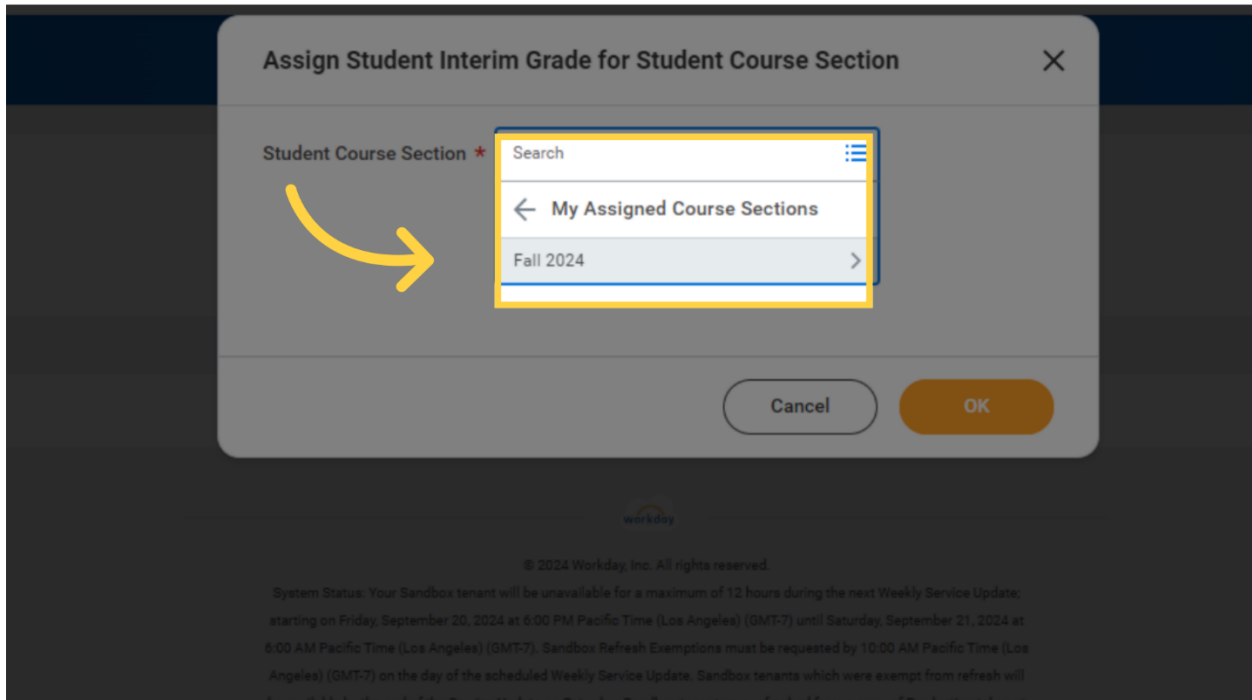 Assign Student Interim Grade for Student Course Section
Student Course Section *
Search
My Assigned Course Sections
Fall 2024
Cancel
OK
workday
© 2024 Workday, Inc. All rights reserved.
System Status: Your Sandbox tenant will be unavailable for a maximum of 12 hours during the next Weekly Service Update;
starting on Friday, September 20, 2024 at 6:00 PM Pacific Time (Los Angeles) (GMT-7) until Saturday, September 21, 2024 at
6:00 AM Pacific Time (Los Angeles) (GMT-7). Sandbox Refresh Exemptions must be requested by 10:00 AM Pacific Time (Los
Angeles) (GMT-7) on the day of the scheduled Weekly Service Update. Sandbox tenants which were exempt from refresh will